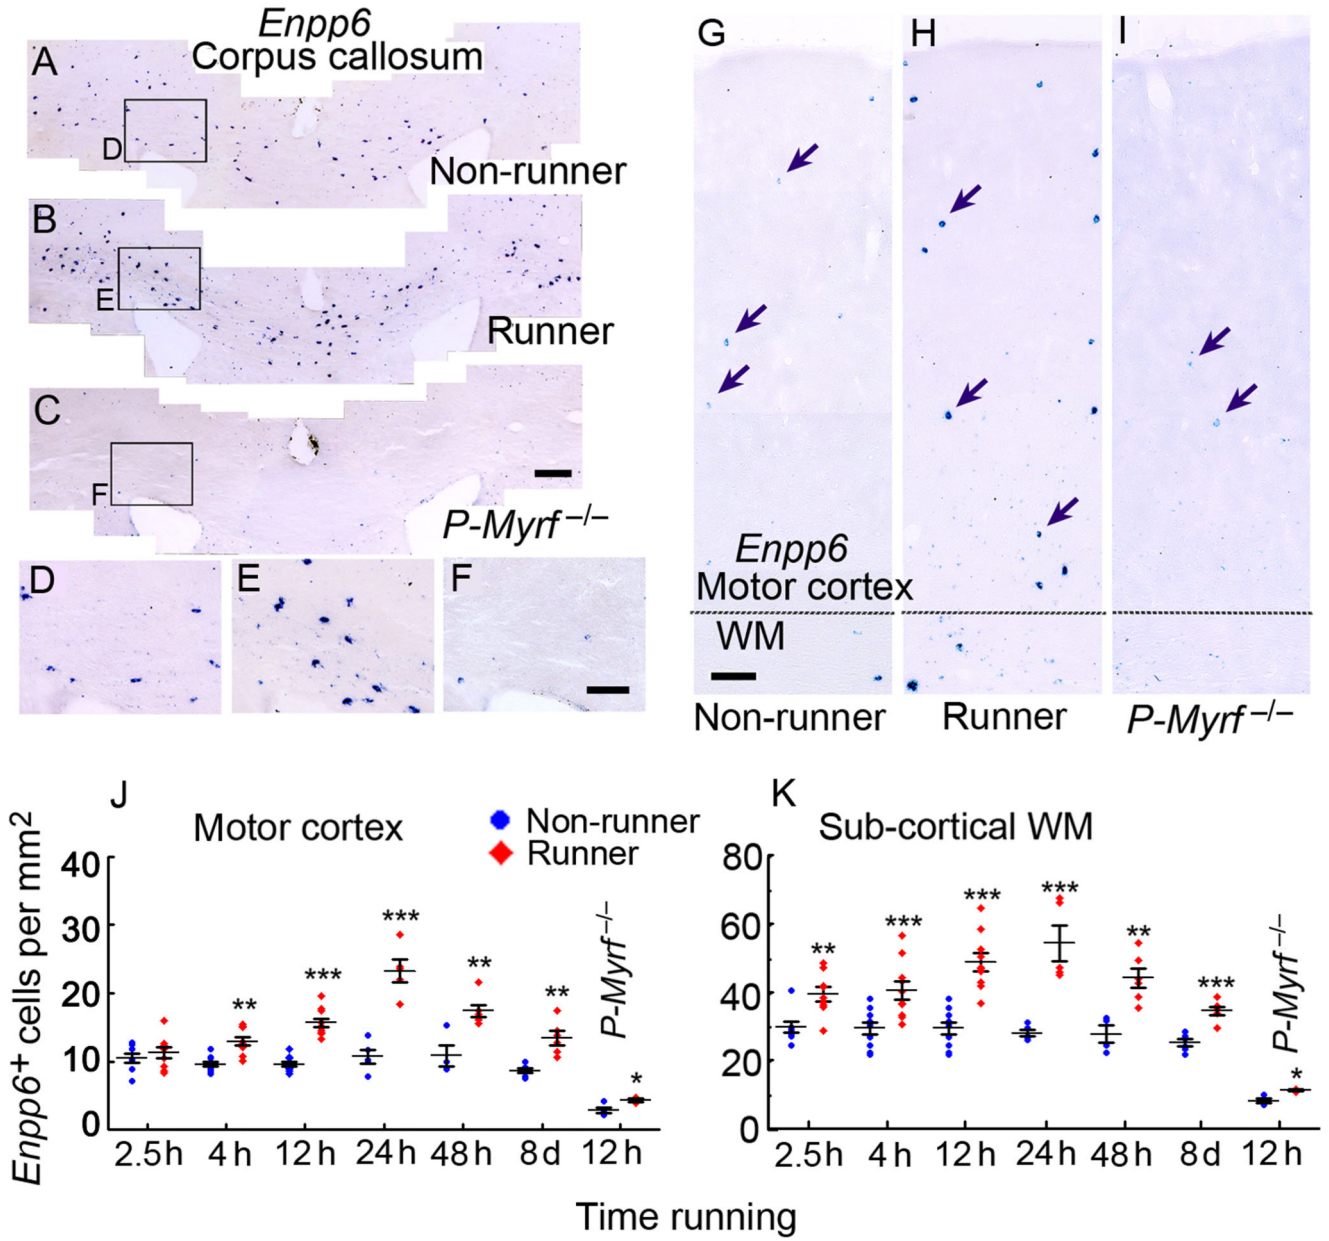 Enpp6
Corpus callosum
A
D
Non-runner
B
E
Runner
C
F
P-Myrf –/–
D
E
F
G
H
I
Enpp6
Motor cortex
WM
Non-runner
Runner
P-Myrf –/–
J
Motor cortex
Non-runner
Runner
Enpp6+ cells per mm2
40
30
20
10
0
**
***
***
**
**
*
P-Myrf –/–
2.5h
4h
12h
24h
48h
8d
12h
K
Sub-cortical WM
80
60
40
20
0
**
***
***
***
**
***
*
P-Myrf –/–
2.5h
4h
12h
24h
48h
8d
12h
Time running